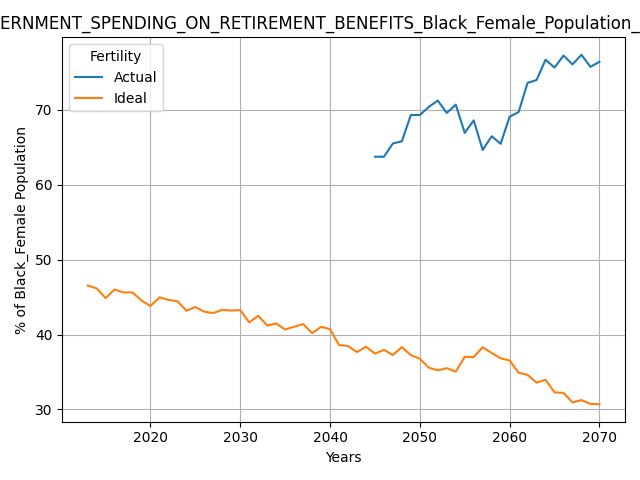 ERNMENT_SPENDING_ON_RETIREMENT_BENEFITS_Black_Female_Population_
Fertility
Actual
Ideal
% of Black_Female Population
70
60
50
40
30
2020 2030 2040 2050 2060 2070
Years